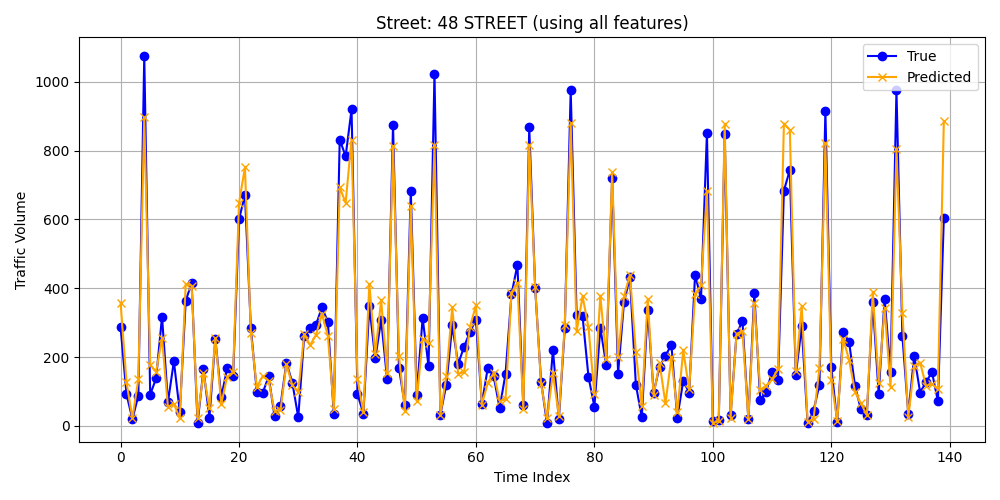 Street: 48 STREET (using all features)
True
Predicted
Traffic Volume
1000
800
600
400
200
0
0 20 40 60 80 100 120 140
Time Index